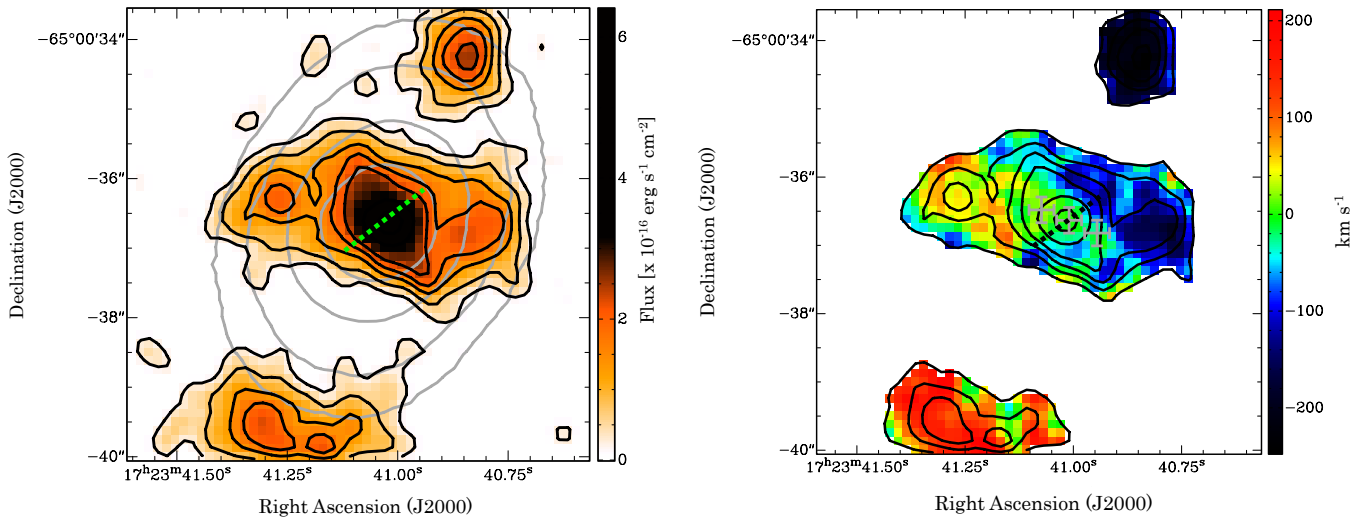 −65°00′34″
−36″
−38″
−40″
17ʰ23ᵐ41.50ˢ
41.25ˢ
41.00ˢ
40.75ˢ
Right Ascension (J2000)
Declination (J2000)
6
4
2
0
Flux [x 10⁻¹⁶ erg s⁻¹ cm⁻²]
−65°00′34″
−36″
−38″
−40″
17ʰ23ᵐ41.50ˢ
41.25ˢ
41.00ˢ
40.75ˢ
Right Ascension (J2000)
Declination (J2000)
200
100
0
−100
−200
km s⁻¹